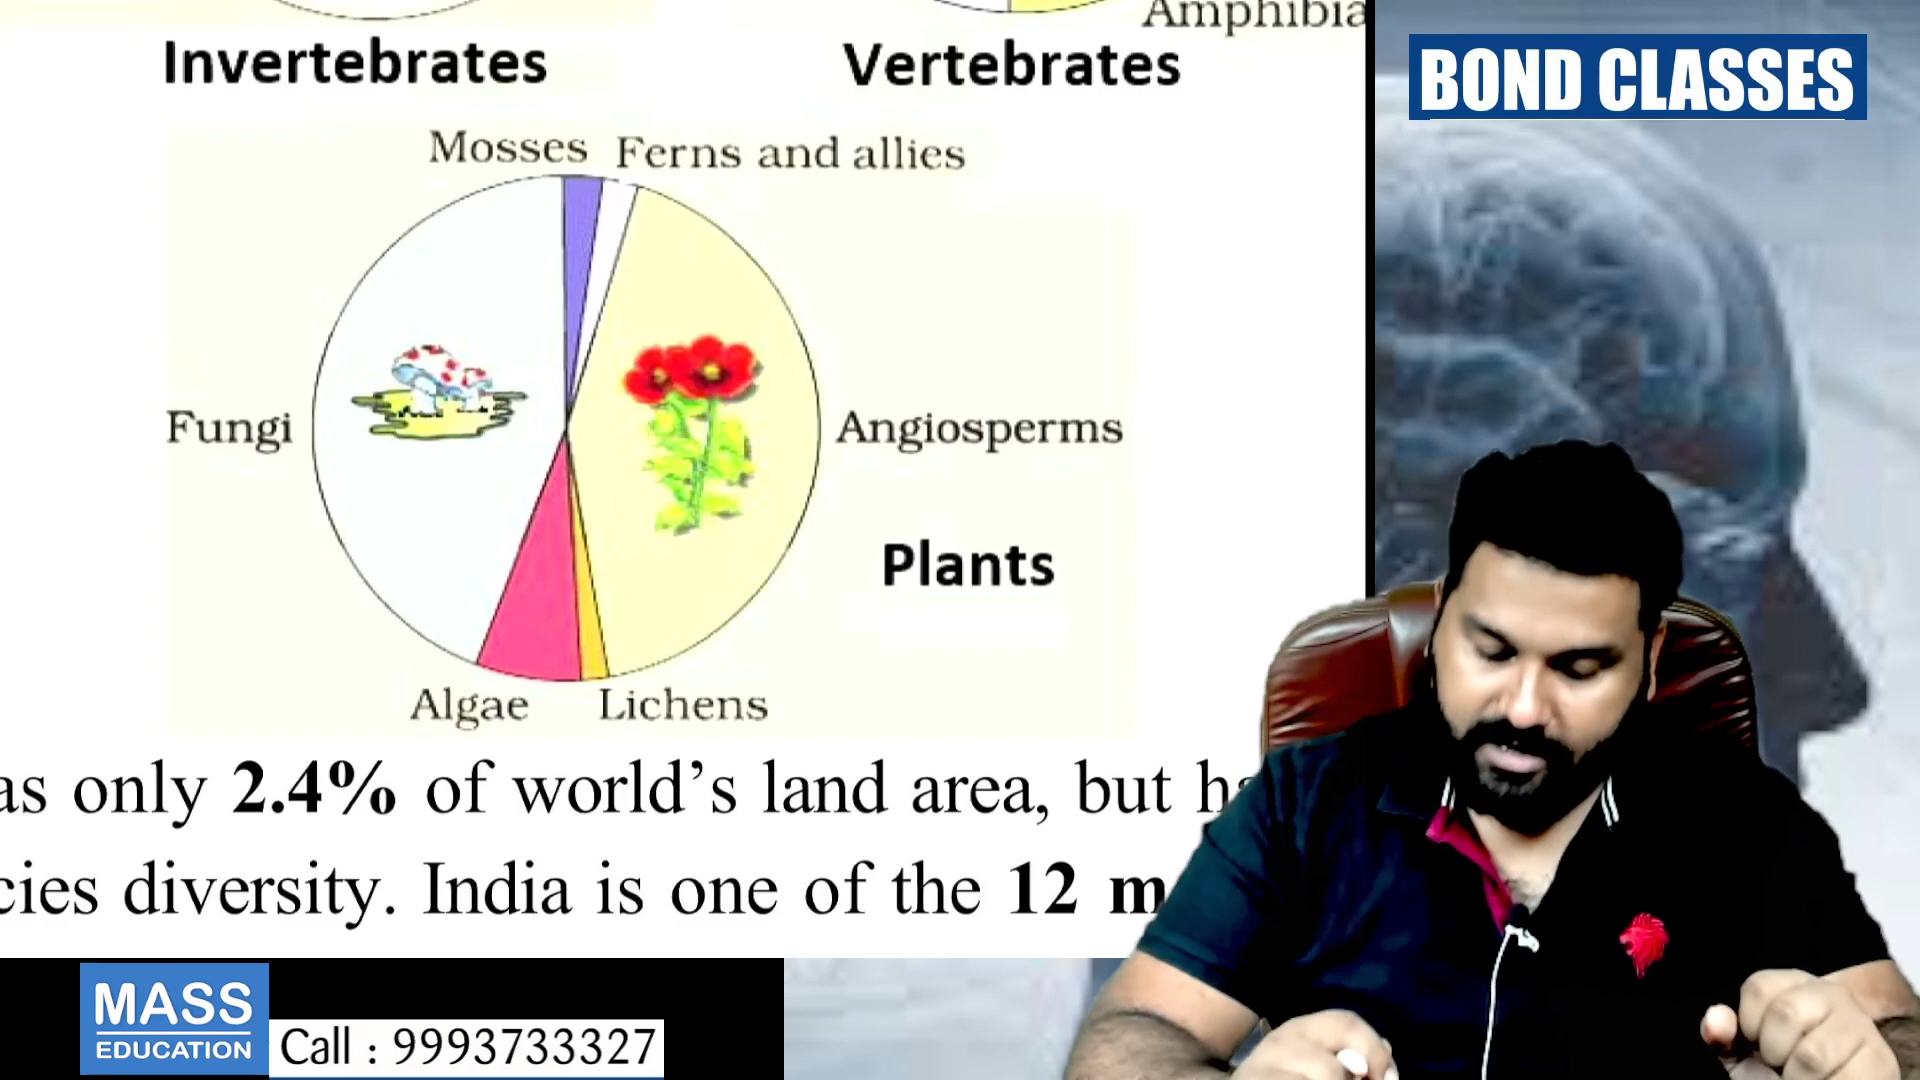 Amphibia
Invertebrates
Vertebrates
BOND CLASSES
Mosses
Ferns and allies
Fungi
Angiosperms
Plants
Algae
Lichens
as only 2.4% of world's land area, but ha
cies diversity. India is one of the 12 m
MASS
EDUCATION
Call : 9993733327